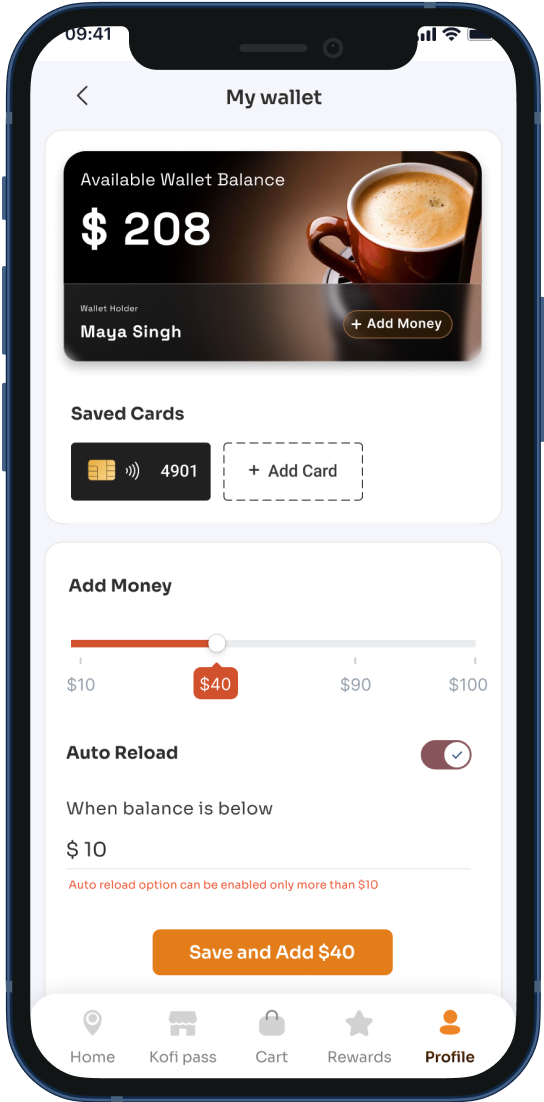 09:41
My wallet
Available Wallet Balance
$ 208
Wallet Holder
Maya Singh
+ Add Money
Saved Cards
4901
+ Add Card
Add Money
$10 $40 $90 $100
Auto Reload
When balance is below
$ 10
Auto reload option can be enabled only more than $10
Save and Add $40
Home Kofi pass Cart Rewards Profile